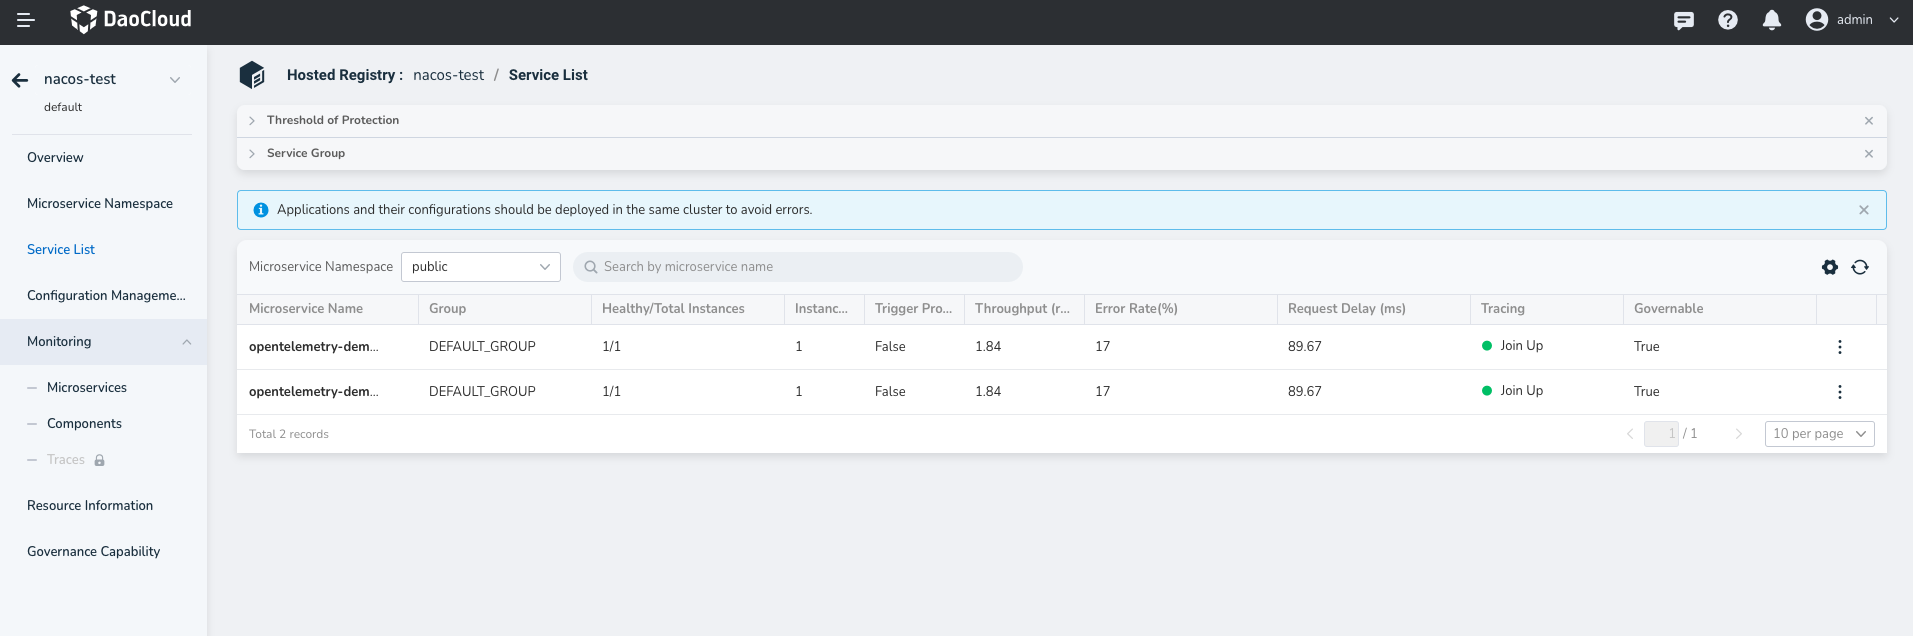 DaoCloud
admin
nacos-test
default
Overview
Microservice Namespace
Service List
Configuration Manageme...
Monitoring
Microservices
Components
Traces
Resource Information
Governance Capability
Hosted Registry : nacos-test / Service List
Threshold of Protection
Service Group
Applications and their configurations should be deployed in the same cluster to avoid errors.
Microservice Namespace public Search by microservice name
Microservice Name Group Healthy/Total Instances Instanc... Trigger Pro... Throughput (r... Error Rate(%) Request Delay (ms) Tracing Governable
opentelemetry-dem... DEFAULT_GROUP 1/1 1 False 1.84 17 89.67 Join Up True
opentelemetry-dem... DEFAULT_GROUP 1/1 1 False 1.84 17 89.67 Join Up True
Total 2 records 1 / 1 10 per page